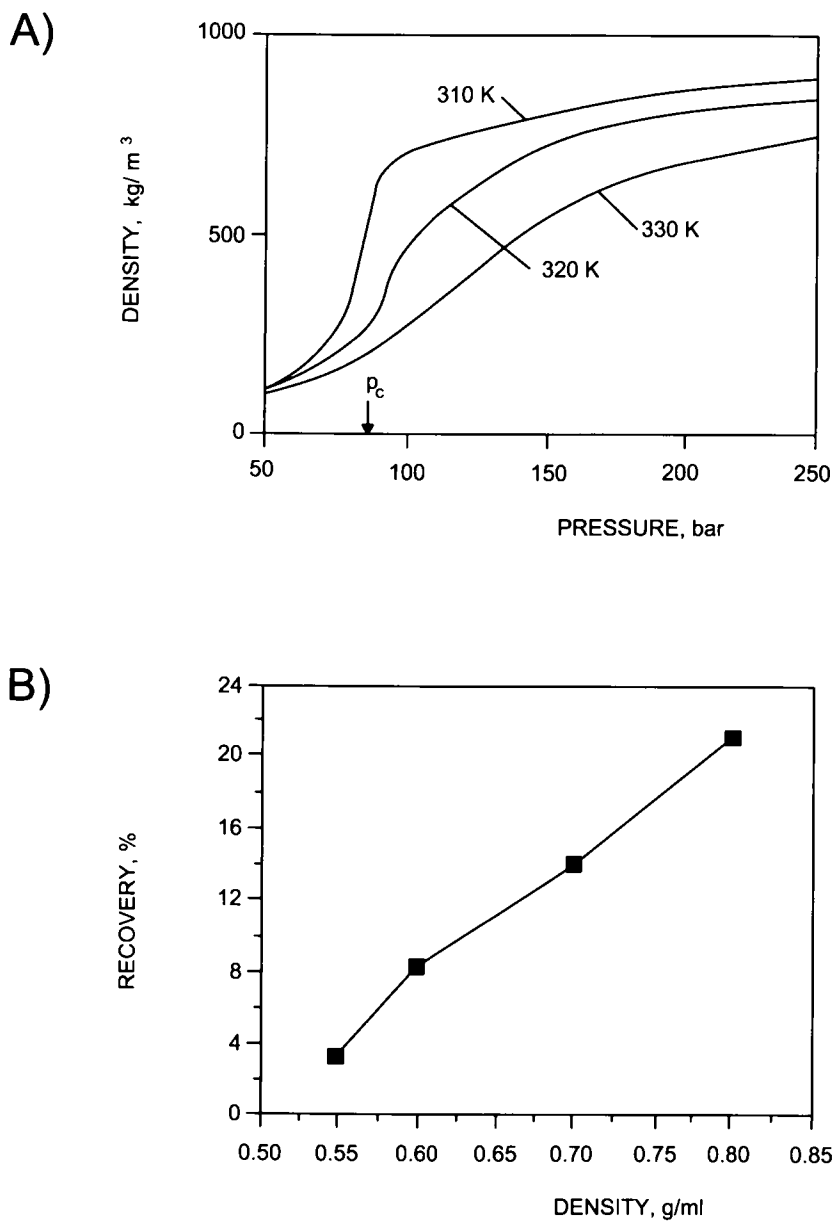 A)
DENSITY, kg/ m³
1000
500
0
310 K
320 K
330 K
pc
50 100 150 200 250
PRESSURE, bar
B)
RECOVERY, %
24
20
16
12
8
4
0
0.50 0.55 0.60 0.65 0.70 0.75 0.80 0.85
DENSITY, g/ml